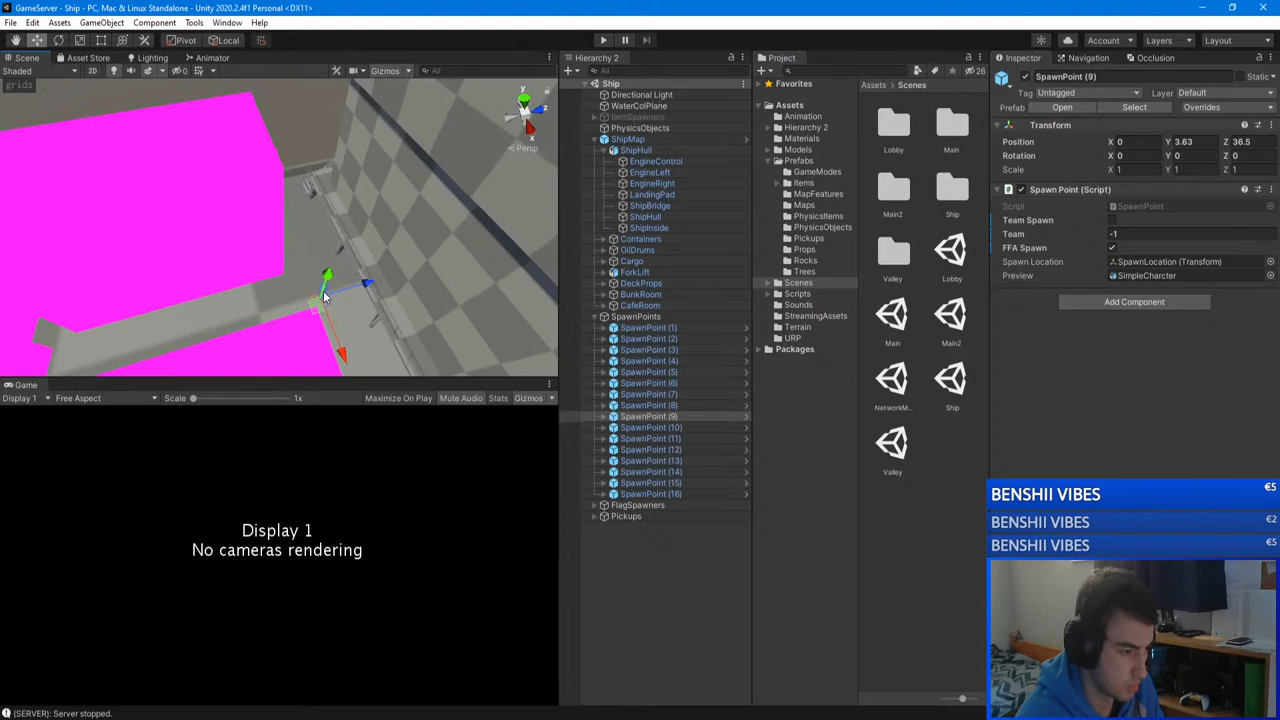 GameServer - Ship - PC, Mac & Linux Standalone - Unity 2020.2.4f1 Personal <DX11>
File Edit Assets GameObject Component Tools Window Help
Pivot Local Account Layers Layout
Scene Asset Store Lighting Animator
Shaded 2D 0 Gizmos All
grids
y
z
x
Persp
Game
Display 1 Free Aspect Scale 1x Maximize On Play Mute Audio Stats Gizmos
Display 1
No cameras rendering
Hierarchy 2
All
Ship
Directional Light
WaterColPlane
ItemSpawners
PhysicsObjects
ShipMap
ShipHull
EngineControl
EngineLeft
EngineRight
LandingPad
ShipBridge
ShipHull
ShipInside
Containers
OilDrums
Cargo
ForkLift
DeckProps
BunkRoom
CafeRoom
SpawnPoints
SpawnPoint (1)
SpawnPoint (2)
SpawnPoint (3)
SpawnPoint (4)
SpawnPoint (5)
SpawnPoint (6)
SpawnPoint (7)
SpawnPoint (8)
SpawnPoint (9)
SpawnPoint (10)
SpawnPoint (11)
SpawnPoint (12)
SpawnPoint (13)
SpawnPoint (14)
SpawnPoint (15)
SpawnPoint (16)
FlagSpawners
Pickups
Project
26
Favorites
Assets
Animation
Hierarchy 2
Materials
Models
Prefabs
GameModes
Items
MapFeatures
Maps
PhysicsItems
PhysicsObjects
Pickups
Props
Rocks
Trees
Scenes
Scripts
Sounds
StreamingAssets
Terrain
URP
Packages
Assets > Scenes
Lobby Main
Main2 Ship
Valley Lobby
Main Main2
NetworkM... Ship
Valley
Inspector Navigation Occlusion
SpawnPoint (9) Static
Tag Untagged Layer Default
Prefab Open Select Overrides
Transform
Position X 0 Y 3.63 Z 36.5
Rotation X 0 Y 0 Z 0
Scale X 1 Y 1 Z 1
Spawn Point (Script)
Script SpawnPoint
Team Spawn
Team -1
FFA Spawn
Spawn Location SpawnLocation (Transform)
Preview SimpleCharcter
Add Component
BENSHII VIBES €5
BENSHII VIBES €2
BENSHII VIBES €5
(SERVER): Server stopped.